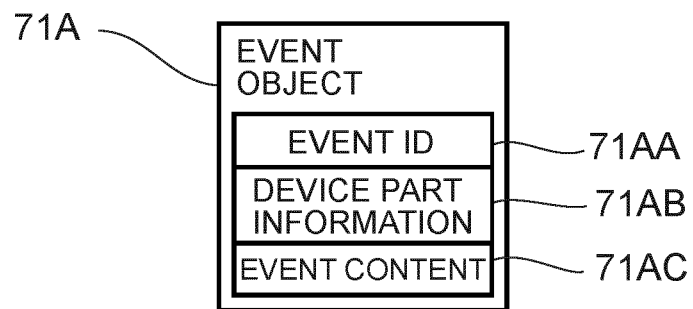 71A
EVENT
OBJECT
EVENT ID
71AA
DEVICE PART
INFORMATION
71AB
EVENT CONTENT
71AC